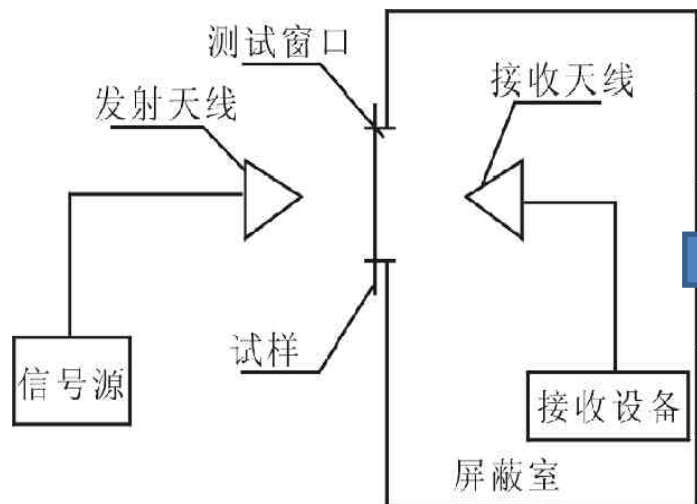 测试窗口
接收天线
发射天线
试样
信号源
接收设备
屏蔽室